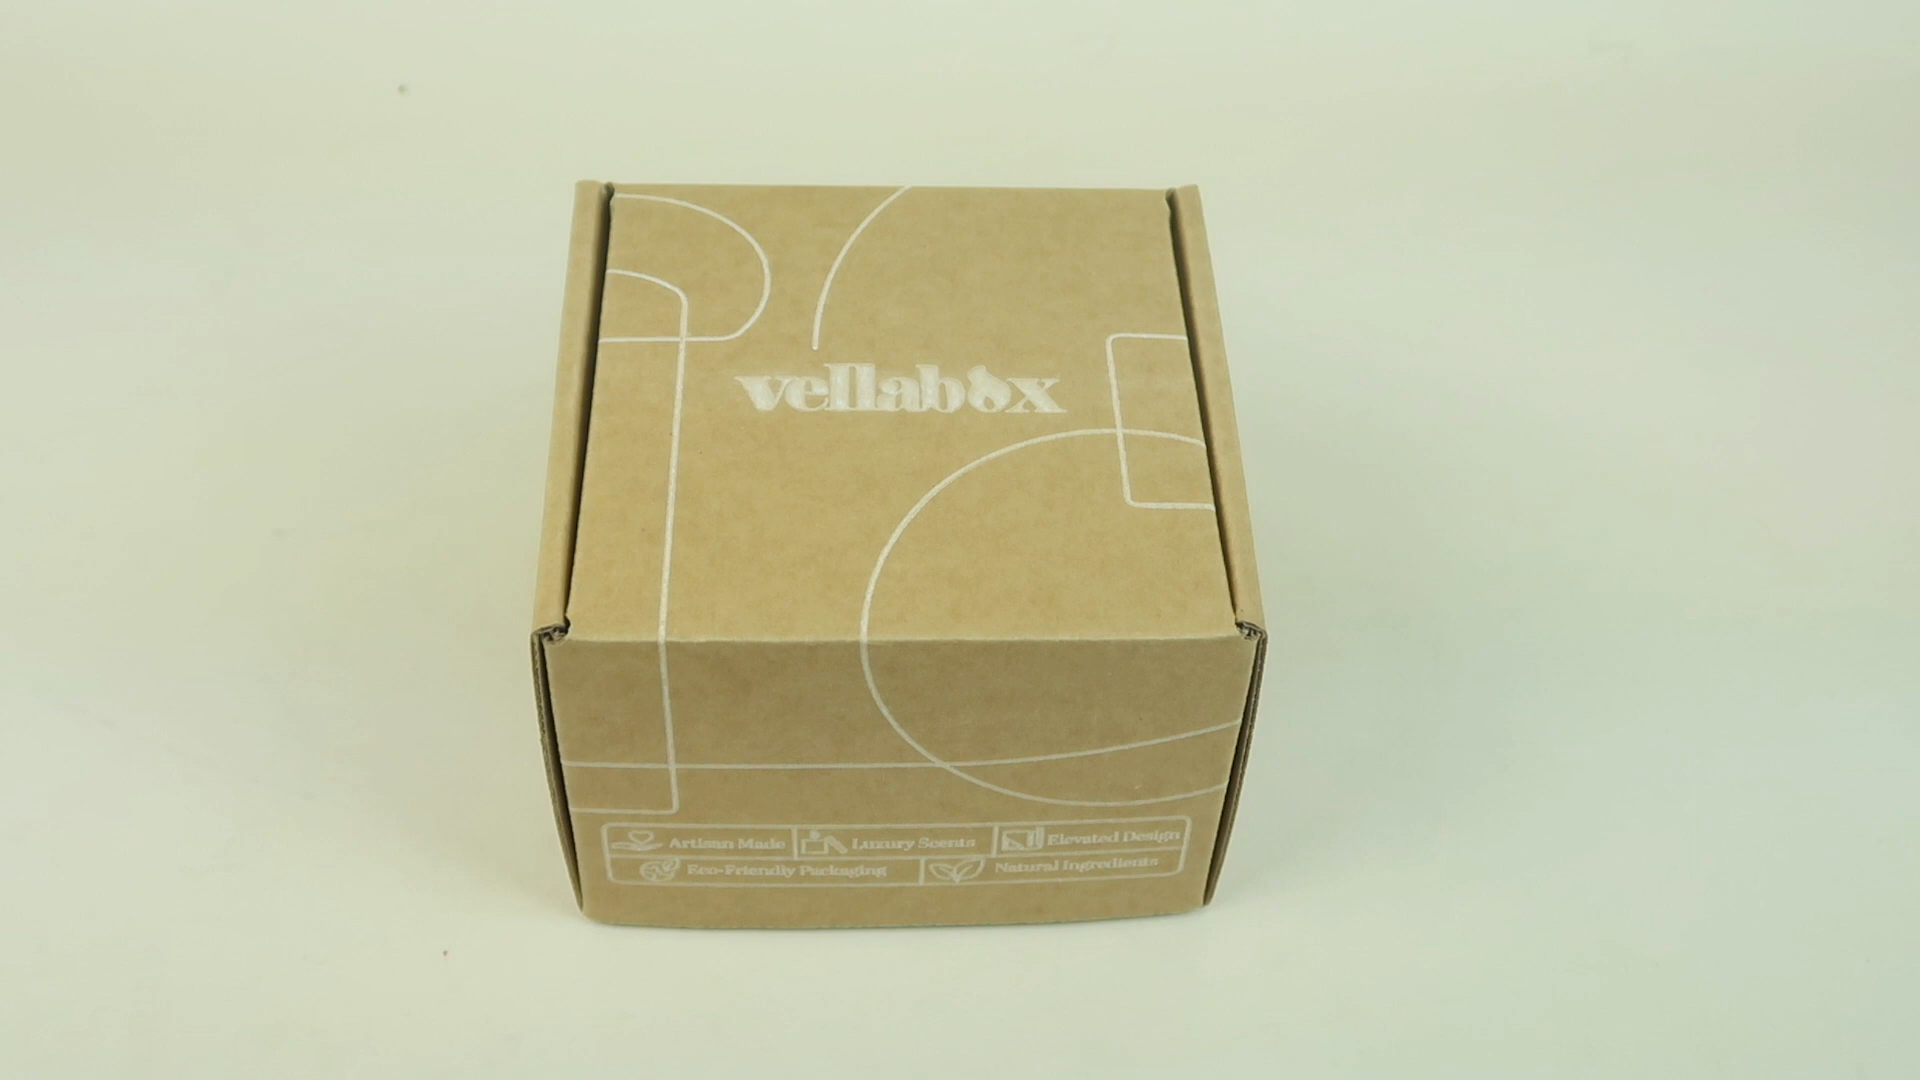 vellabox
Artisan Made Luxury Scents Elevated Design
Eco-Friendly Packaging Natural Ingredients